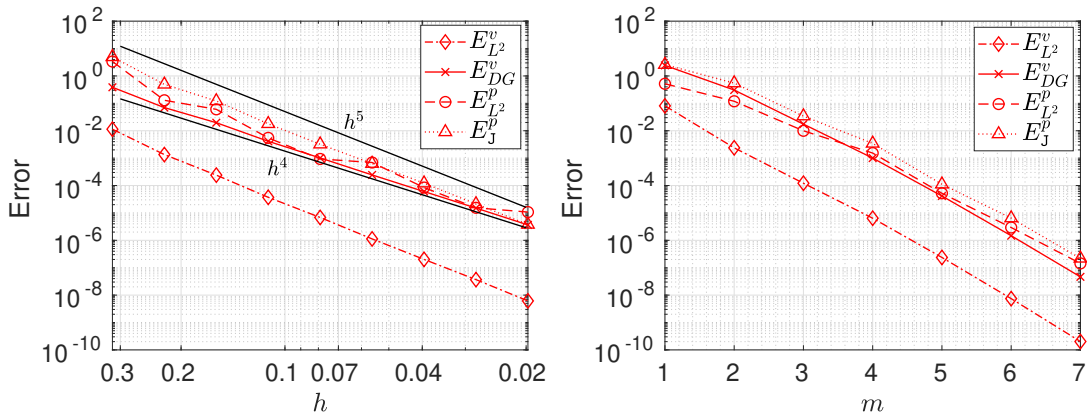 10^2
10^0
10^-2
10^-4
10^-6
10^-8
10^-10
Error
0.3 0.2 0.1 0.07 0.04 0.02
h
h^5
h^4
E^v_{L^2}
E^v_{DG}
E^p_{L^2}
E^p_J
10^2
10^0
10^-2
10^-4
10^-6
10^-8
10^-10
Error
1 2 3 4 5 6 7
m
E^v_{L^2}
E^v_{DG}
E^p_{L^2}
E^p_J